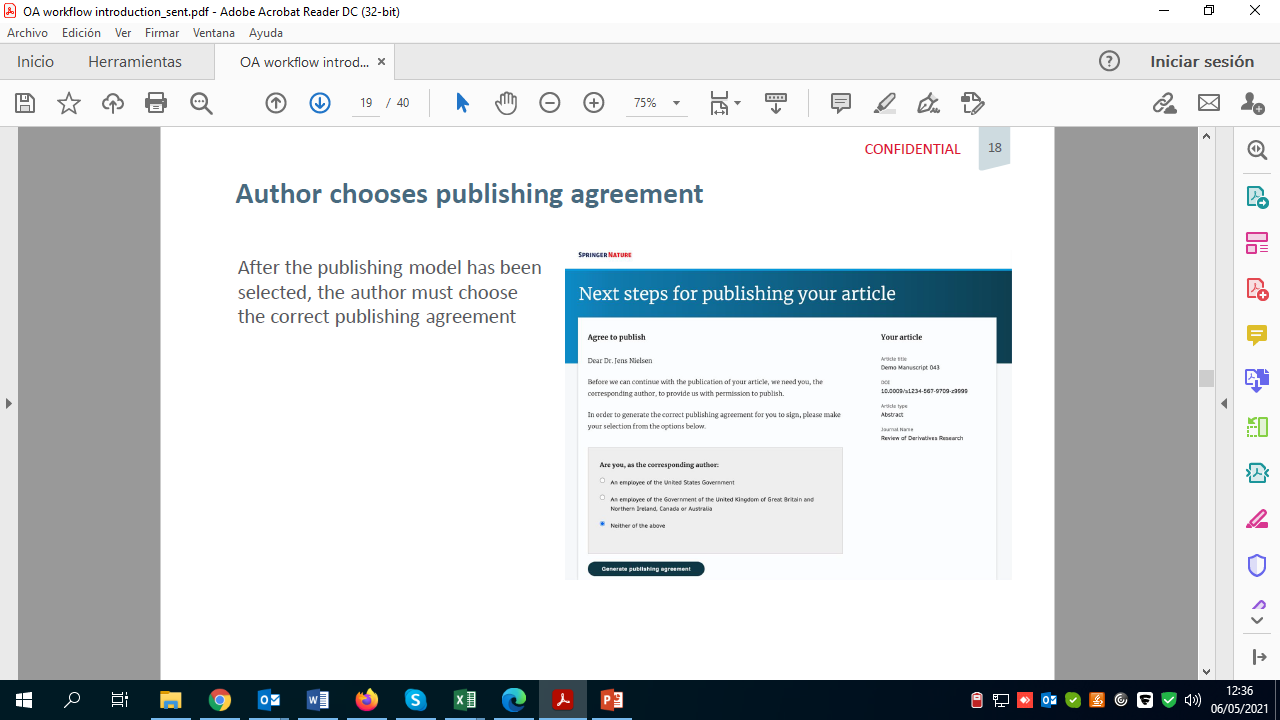 OA workflow introduction_sent.pdf - Adobe Acrobat Reader DC (32-bit)
Archivo Edición Ver Firmar Ventana Ayuda
Inicio Herramientas OA workflow introd... Iniciar sesión
19 / 40 75%
CONFIDENTIAL 18
Author chooses publishing agreement
After the publishing model has been
selected, the author must choose
the correct publishing agreement
SPRINGER NATURE
Next steps for publishing your article
Agree to publish
Dear Dr. Jens Nielsen
Before we can continue with the publication of your article, we need you, the
corresponding author, to provide us with permission to publish.
In order to generate the correct publishing agreement for you to sign, please make
your selection from the options below.
Are you, as the corresponding author:
An employee of the United States Government
An employee of the Government of the United Kingdom of Great Britain and
Northern Ireland, Canada or Australia
Neither of the above
Generate publishing agreement
Your article
Article title
Demo Manuscript 043
DOI
10.0009/s1234-567-9709-z9999
Article type
Abstract
Journal Name
Review of Derivatives Research
12:36
06/05/2021